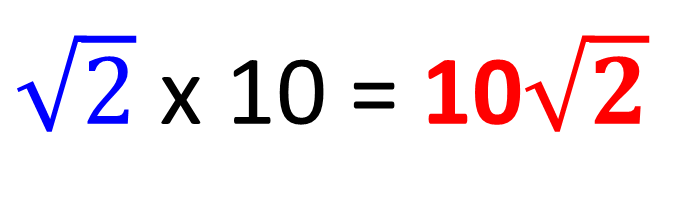 √2 x 10 = 10√2